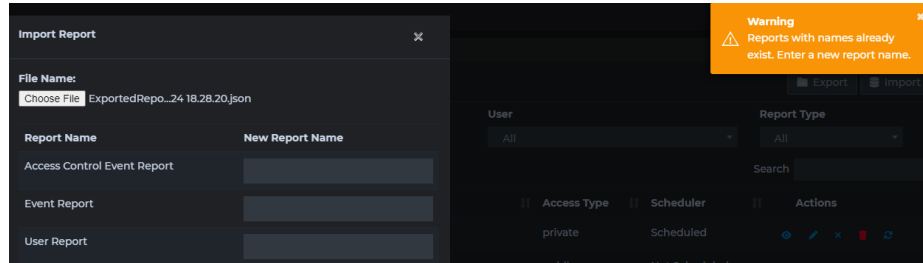 Import Report
File Name:
Choose File ExportedRepo...24 18.28.20.json
Report Name New Report Name
Access Control Event Report
Event Report
User Report
Warning
Reports with names already
exist. Enter a new report name.
Export Import
User Report Type
All All
Search
Access Type Scheduler Actions
private Scheduled